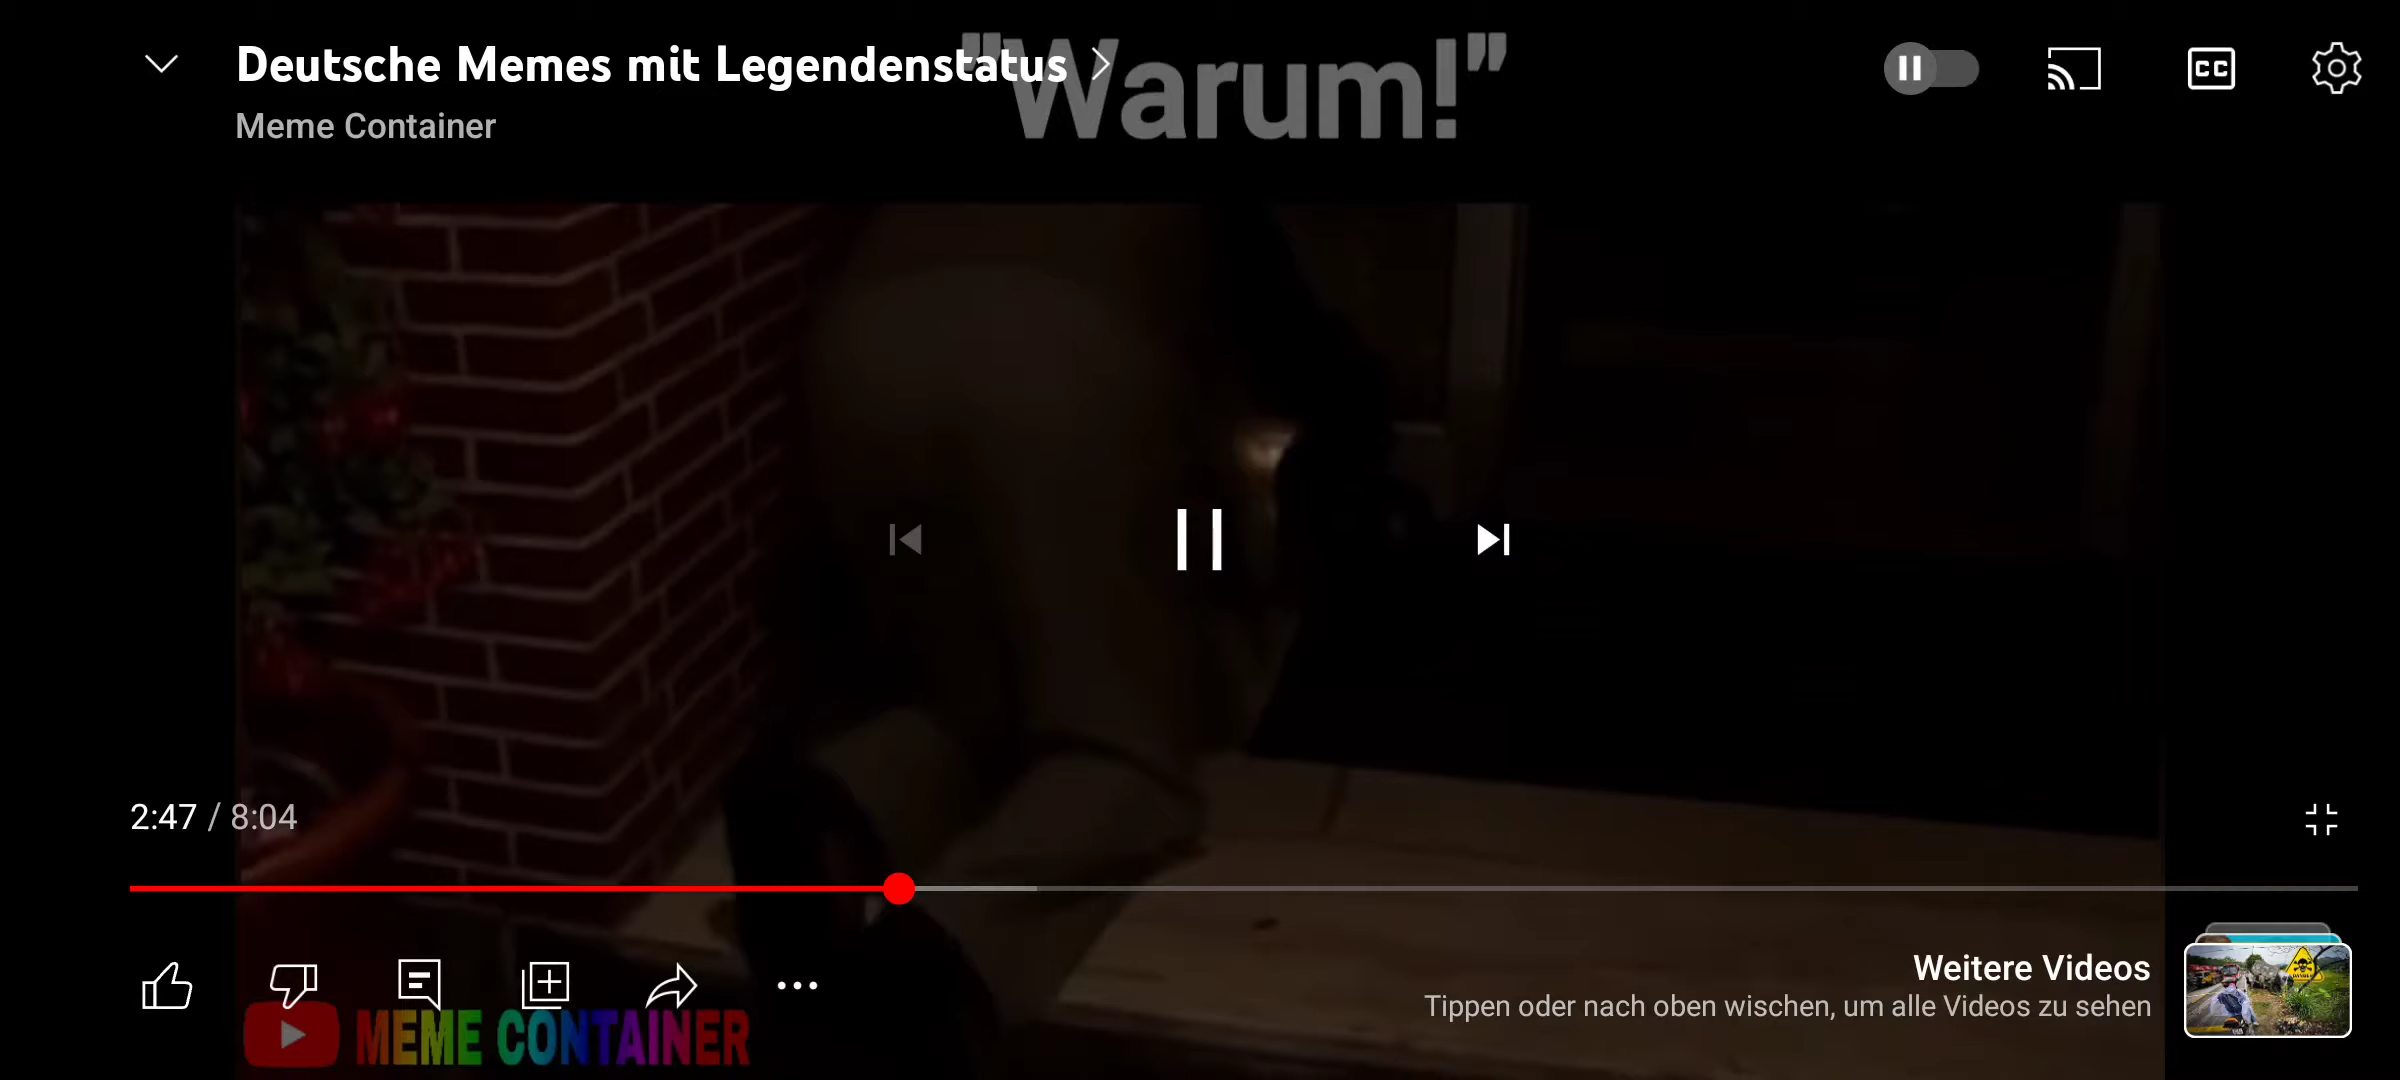 "Warum!"
Deutsche Memes mit Legendenstatus
Meme Container
CC
2:47 / 8:04
Weitere Videos
Tippen oder nach oben wischen, um alle Videos zu sehen
MEME CONTAINER